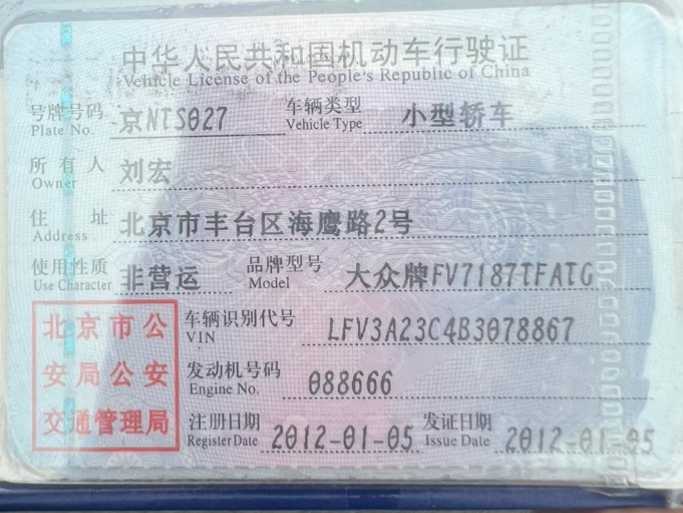 中华人民共和国机动车行驶证
Vehicle License of the People's Republic of China
号牌号码 京NTS027 车辆类型 小型轿车
Plate No. Vehicle Type
所有人 刘宏
Owner
住址 北京市丰台区海鹰路2号
Address
使用性质 非营运 品牌型号 大众牌FV7187TFATG
Use Character Model
北京市公安局公安交通管理局
车辆识别代号 LFV3A23C4B3078867
VIN
发动机号码 088666
Engine No.
注册日期 2012-01-05 发证日期 2012-01-05
Register Date Issue Date